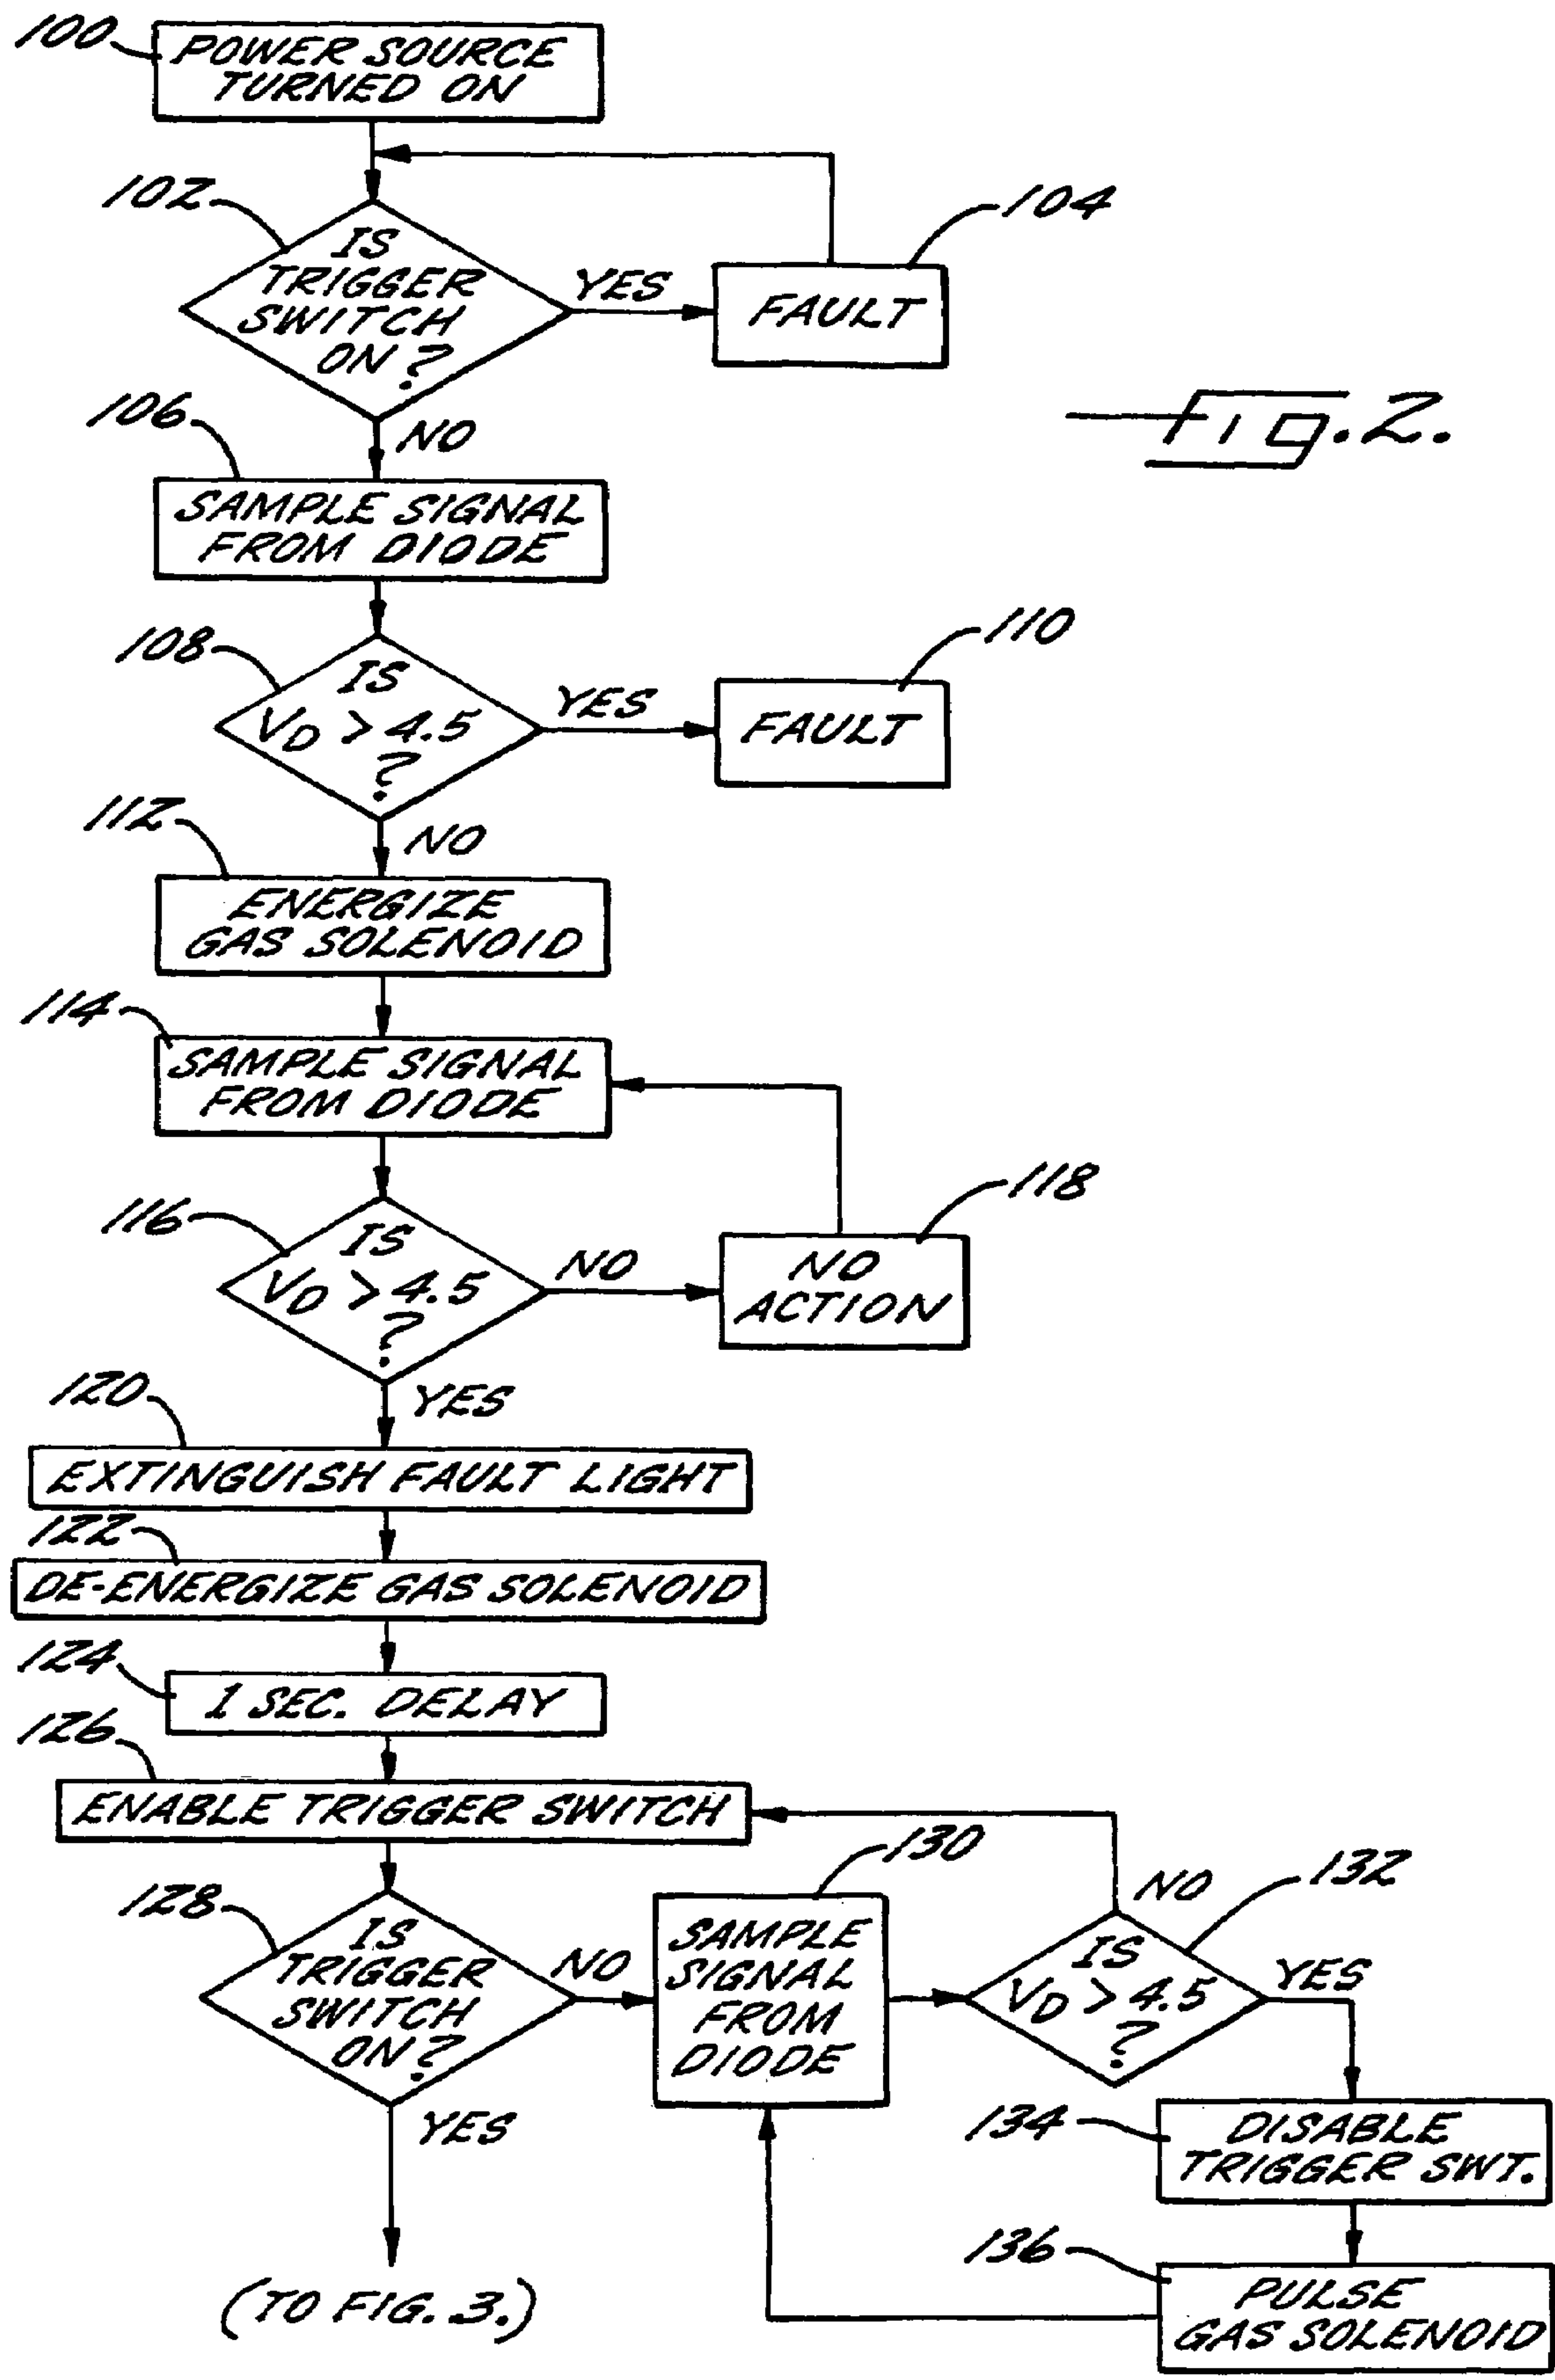 100
POWER SOURCE
TURNED ON
102
IS
TRIGGER
SWITCH
ON?
YES
104
FAULT
NO
Fig. 2.
106
SAMPLE SIGNAL
FROM DIODE
108
IS
VD > 4.5
?
YES
110
FAULT
NO
112
ENERGIZE
GAS SOLENOID
114
SAMPLE SIGNAL
FROM DIODE
116
IS
VD > 4.5
?
NO
118
NO
ACTION
YES
120
EXTINGUISH FAULT LIGHT
122
DE-ENERGIZE GAS SOLENOID
124
1 SEC. DELAY
126
ENABLE TRIGGER SWITCH
128
IS
TRIGGER
SWITCH
ON?
NO
130
SAMPLE
SIGNAL
FROM
DIODE
132
IS
VD > 4.5
?
NO
YES
134
DISABLE
TRIGGER SWT.
136
PULSE
GAS SOLENOID
YES
(TO FIG. 3.)